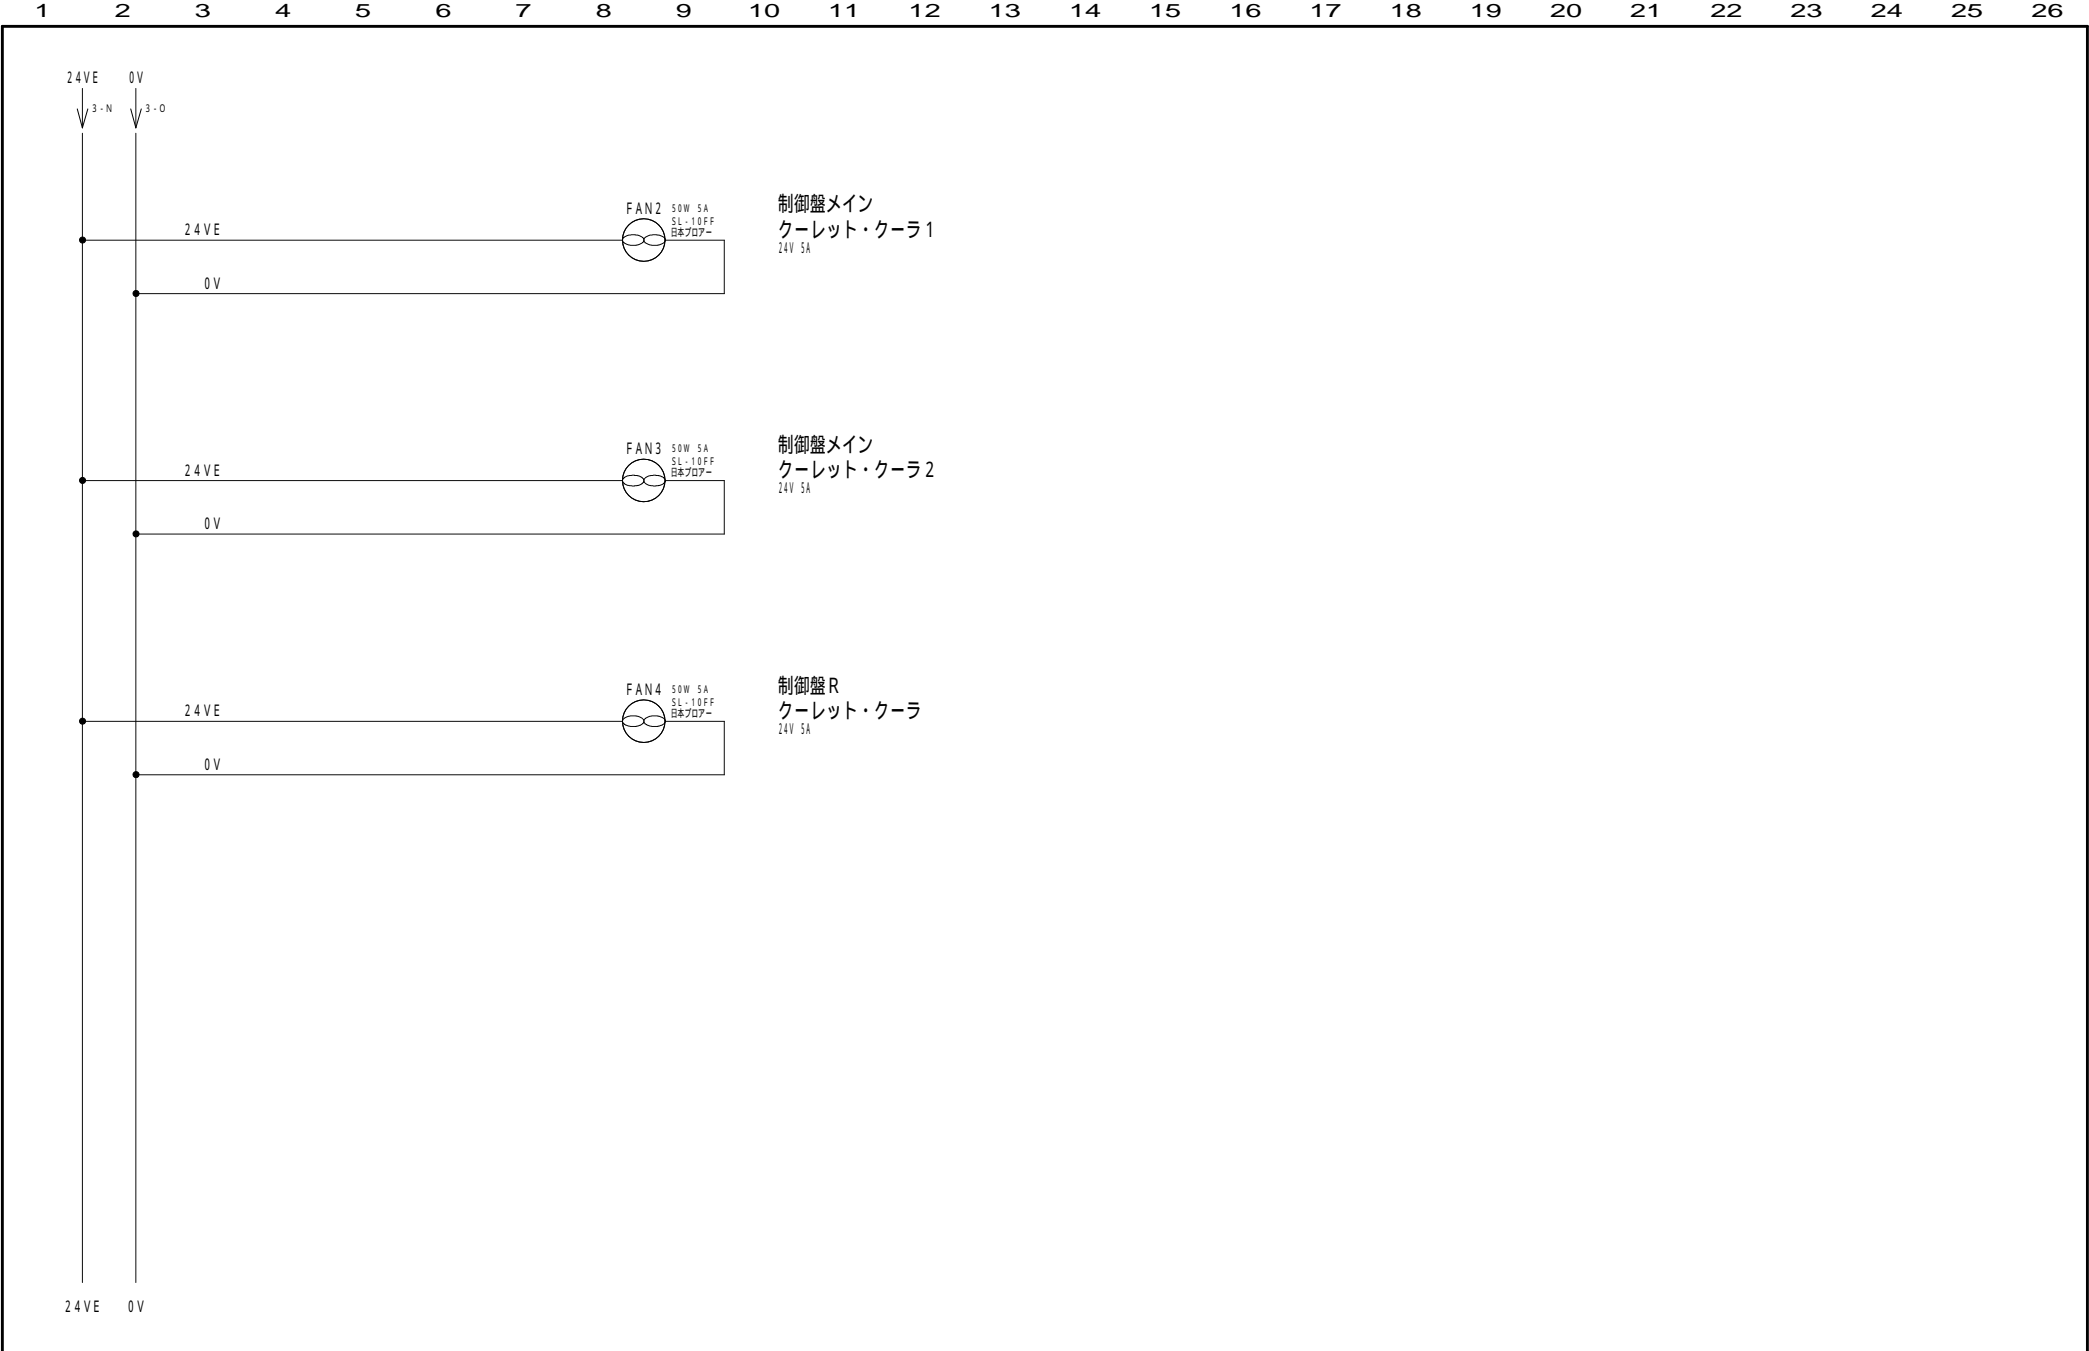 1 2 3 4 5 6 7 8 9 10 11 12 13 14 15 16 17 18 19 20 21 22 23 24 25 26
24VE 0V
3-N 3-O
FAN2 50W 5A
SL-10FF
日本ブロアー
24VE
0V
制御盤メイン
クーレット・クーラ1
24V 5A
FAN3 50W 5A
SL-10FF
日本ブロアー
24VE
0V
制御盤メイン
クーレット・クーラ2
24V 5A
FAN4 50W 5A
SL-10FF
日本ブロアー
24VE
0V
制御盤R
クーレット・クーラ
24V 5A
24VE 0V